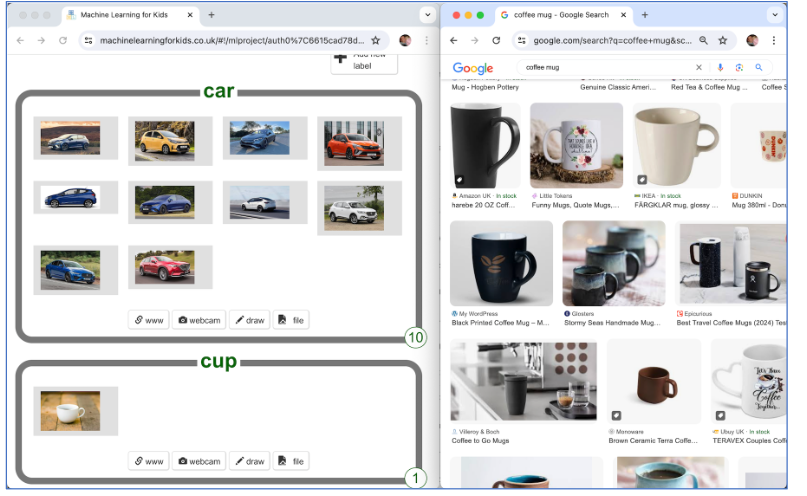 Machine Learning for Kids
machinelearningforkids.co.uk/#!/mlproject/auth0%7C6615cad78d...
label
car
www
webcam
draw
file
10
cup
www
webcam
draw
file
1
coffee mug - Google Search
google.com/search?q=coffee+mug&sc...
Google
coffee mug
Mug - Hogben Pottery
Genuine Classic Ameri...
Red Tea & Coffee Mug ...
Coffee S
Amazon UK · In stock
harebe 20 OZ Coff...
Little Tokens
Funny Mugs, Quote Mugs,...
IKEA · In stock
FÄRGKLAR mug, glossy ...
DUNKIN
Mug 380ml - Donu
My WordPress
Black Printed Coffee Mug – M...
Glosters
Stormy Seas Handmade Mug...
Epicurious
Best Travel Coffee Mugs (2024) Tes
Villeroy & Boch
Coffee to Go Mugs
Monoware
Brown Ceramic Terra Coffe...
Ubuy UK · In stock
TERAVEX Couples Coff